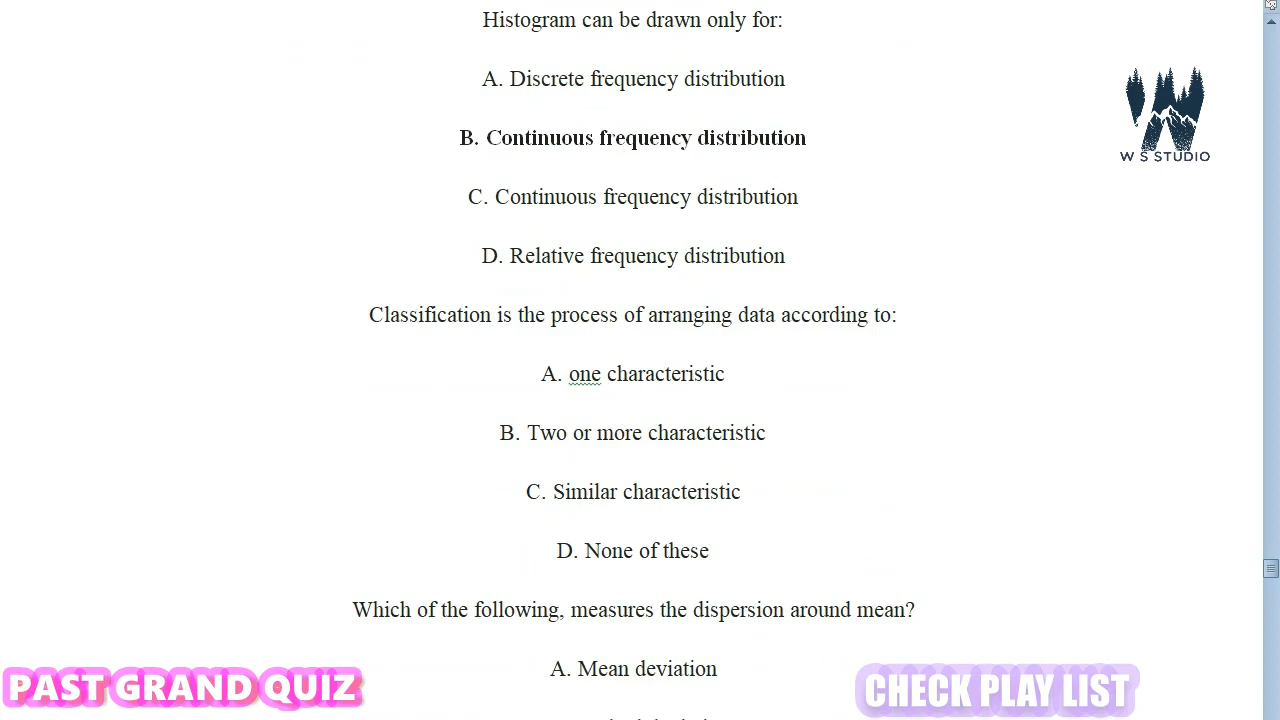 Histogram can be drawn only for:
A. Discrete frequency distribution
B. Continuous frequency distribution
W S STUDIO
C. Continuous frequency distribution
D. Relative frequency distribution
Classification is the process of arranging data according to:
A. one characteristic
B. Two or more characteristic
C. Similar characteristic
D. None of these
Which of the following, measures the dispersion around mean?
A. Mean deviation
PAST GRAND QUIZ
CHECK PLAY LIST